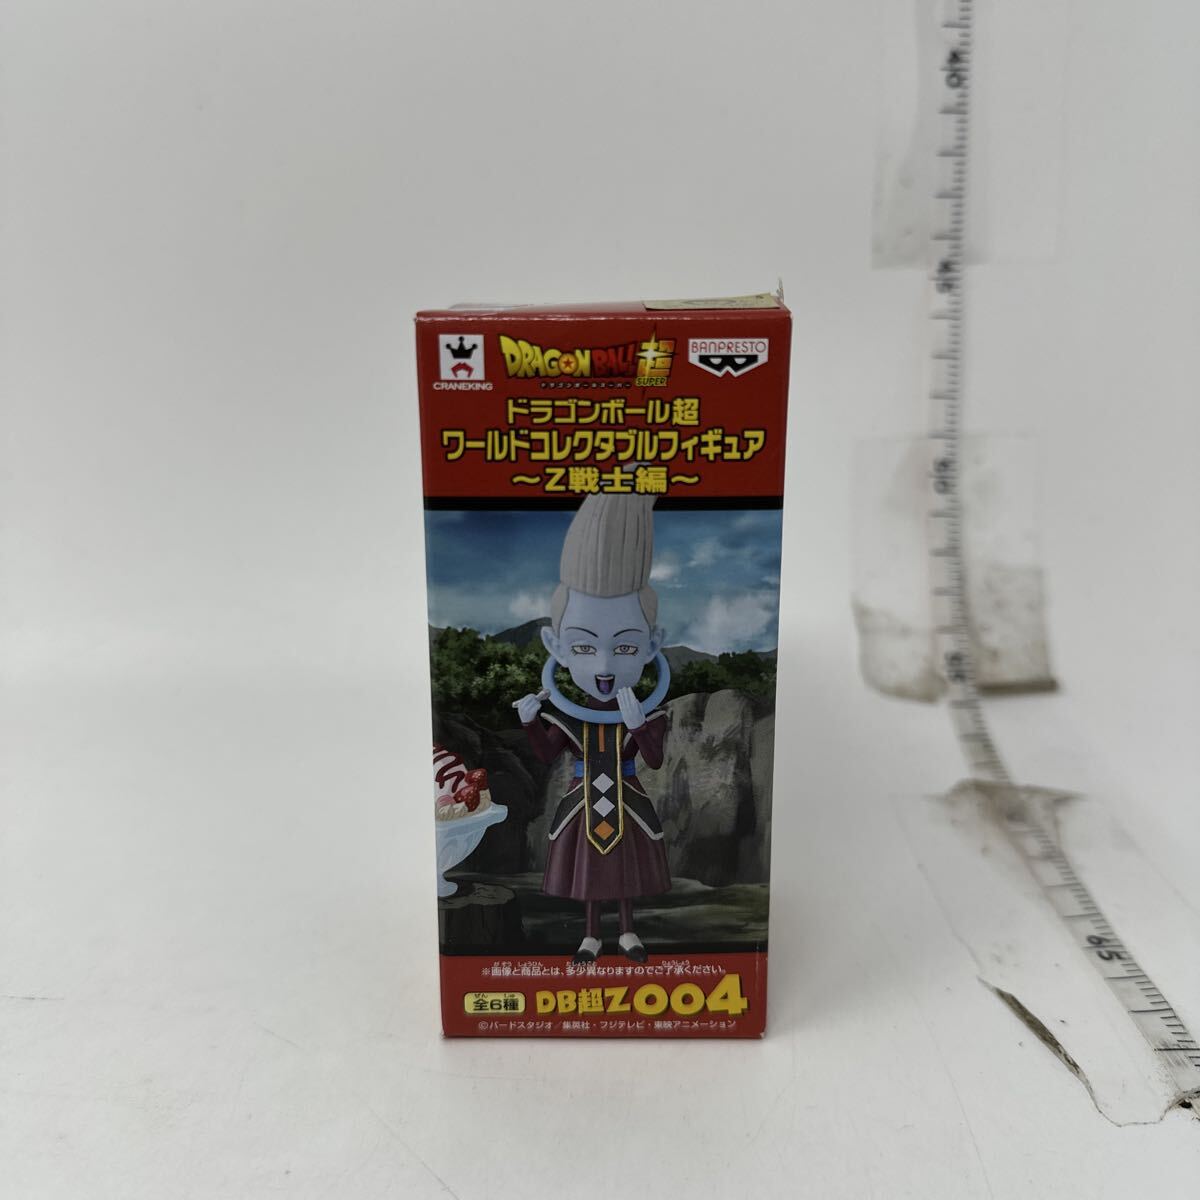 CRANEKING
DRAGON BALL超
SUPER
ドラゴンボールスーパー
BANPRESTO
ドラゴンボール超
ワールドコレクタブルフィギュア
～Z戦士編～
※画像と商品とは、多少異なりますのでご了承ください。
全6種
DB超Z004
©バードスタジオ／集英社・フジテレビ・東映アニメーション